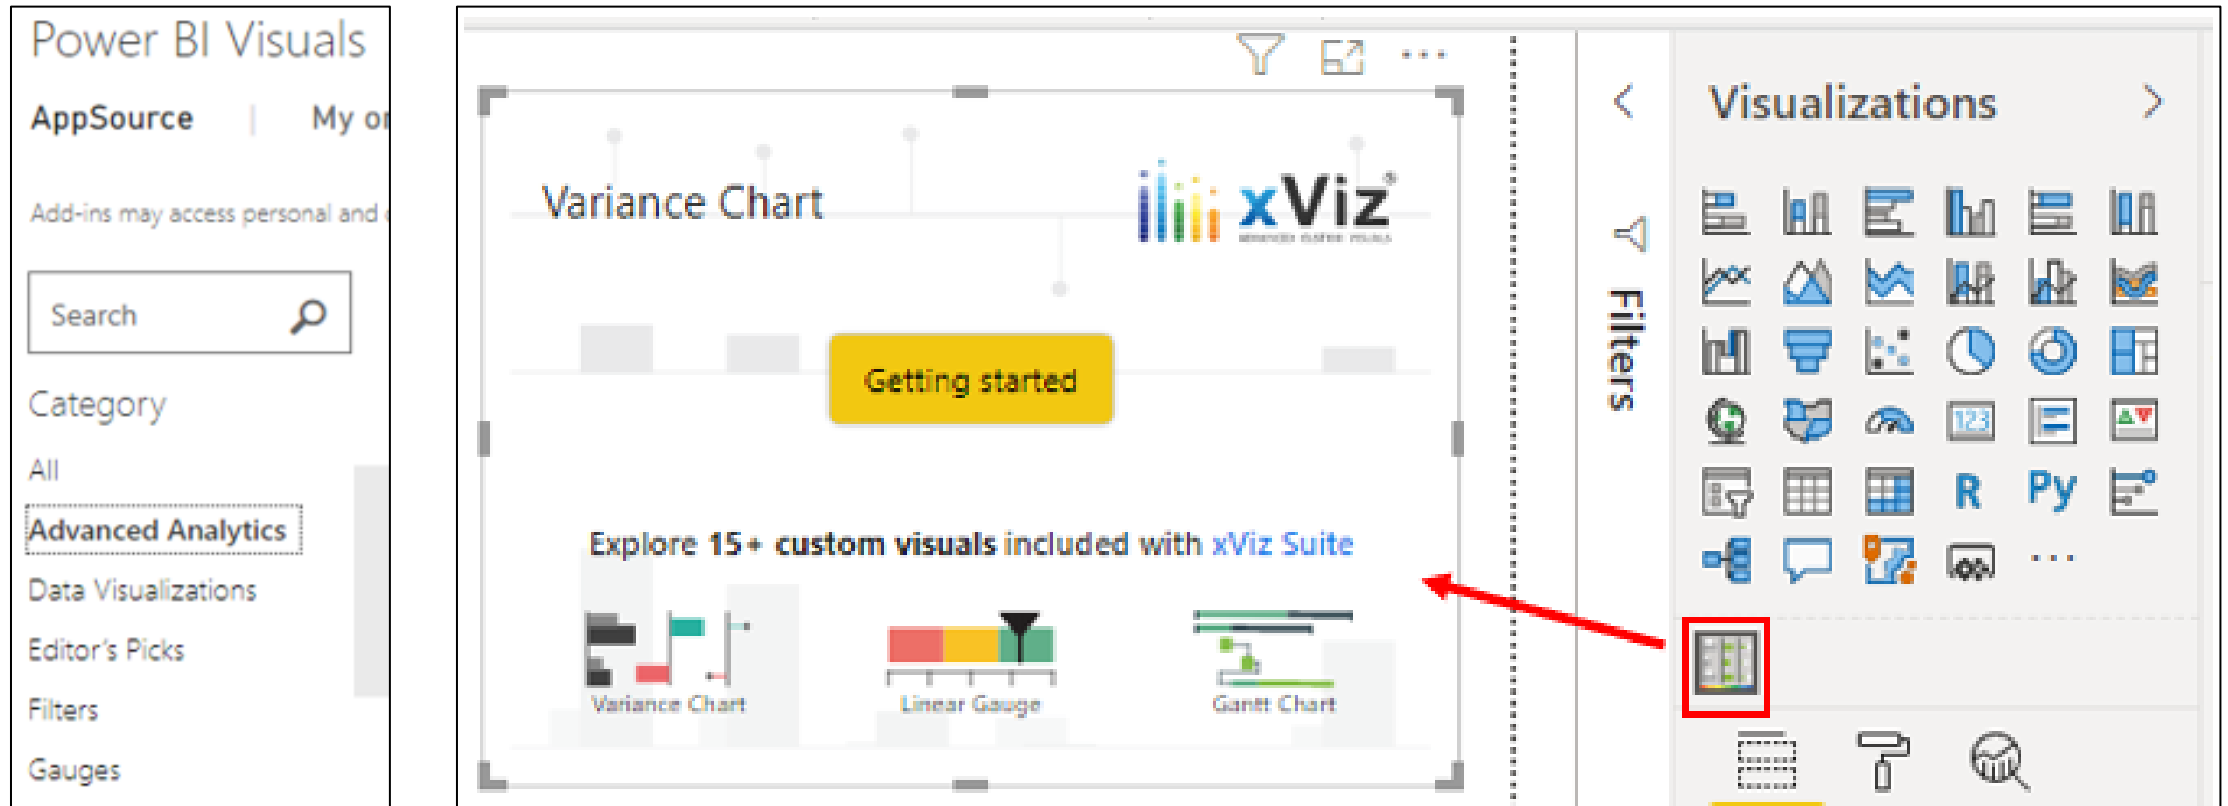 Power BI Visuals
AppSource | My or
Add-ins may access personal and
Search
Category
All
Advanced Analytics
Data Visualizations
Editor's Picks
Filters
Gauges
Variance Chart
xViz®
Getting started
Explore 15+ custom visuals included with xViz Suite
Variance Chart
Linear Gauge
Gantt Chart
Filters
Visualizations
123
R
Py